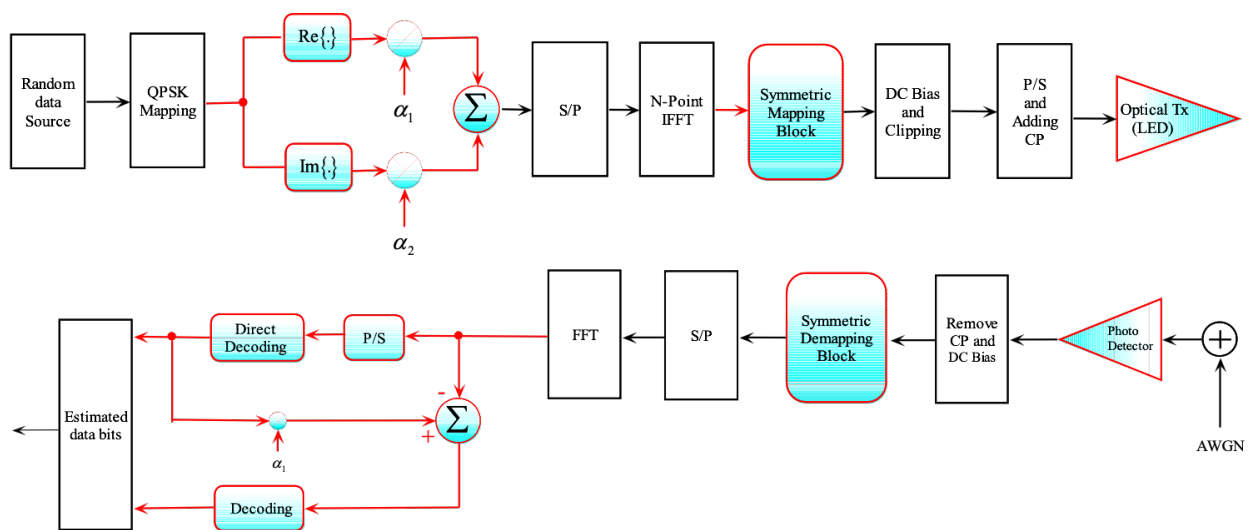 Random
data
Source
QPSK
Mapping
Re{.}
α₁
Im{.}
α₂
Σ
S/P
N-Point
IFFT
Symmetric
Mapping
Block
DC Bias
and
Clipping
P/S
and
Adding
CP
Optical Tx
(LED)
Estimated
data bits
Direct
Decoding
P/S
α₁
-
+
Σ
Decoding
FFT
S/P
Symmetric
Demapping
Block
Remove
CP and
DC Bias
Photo
Detector
+
AWGN